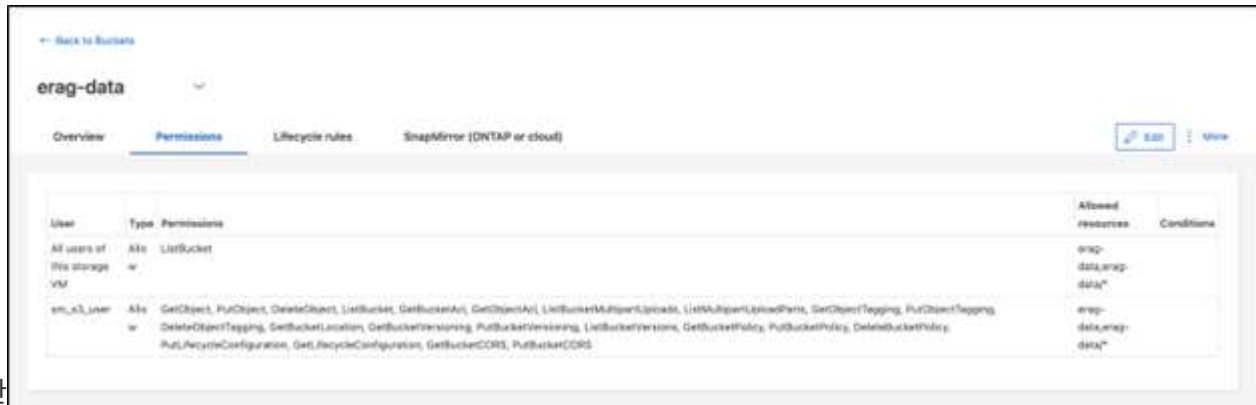 ← Back to Buckets
erag-data
Overview Permissions Lifecycle rules SnapMirror (ONTAP or cloud) Edit More
User Type Permissions Allowed resources Conditions
All users of this storage VM Allow ListBucket erag-data,erag-data/*
sm_s3_user Allow GetObject, PutObject, DeleteObject, ListBucket, GetBucketAcl, GetObjectAcl, ListBucketMultipartUploads, ListMultipartUploadParts, GetObjectTagging, PutObjectTagging,
DeleteObjectTagging, GetBucketLocation, GetBucketVersioning, PutBucketVersioning, ListBucketVersions, GetBucketPolicy, PutBucketPolicy, DeleteBucketPolicy,
PutLifecycleConfiguration, GetLifecycleConfiguration, GetBucketCORS, PutBucketCORS erag-data,erag-data/*